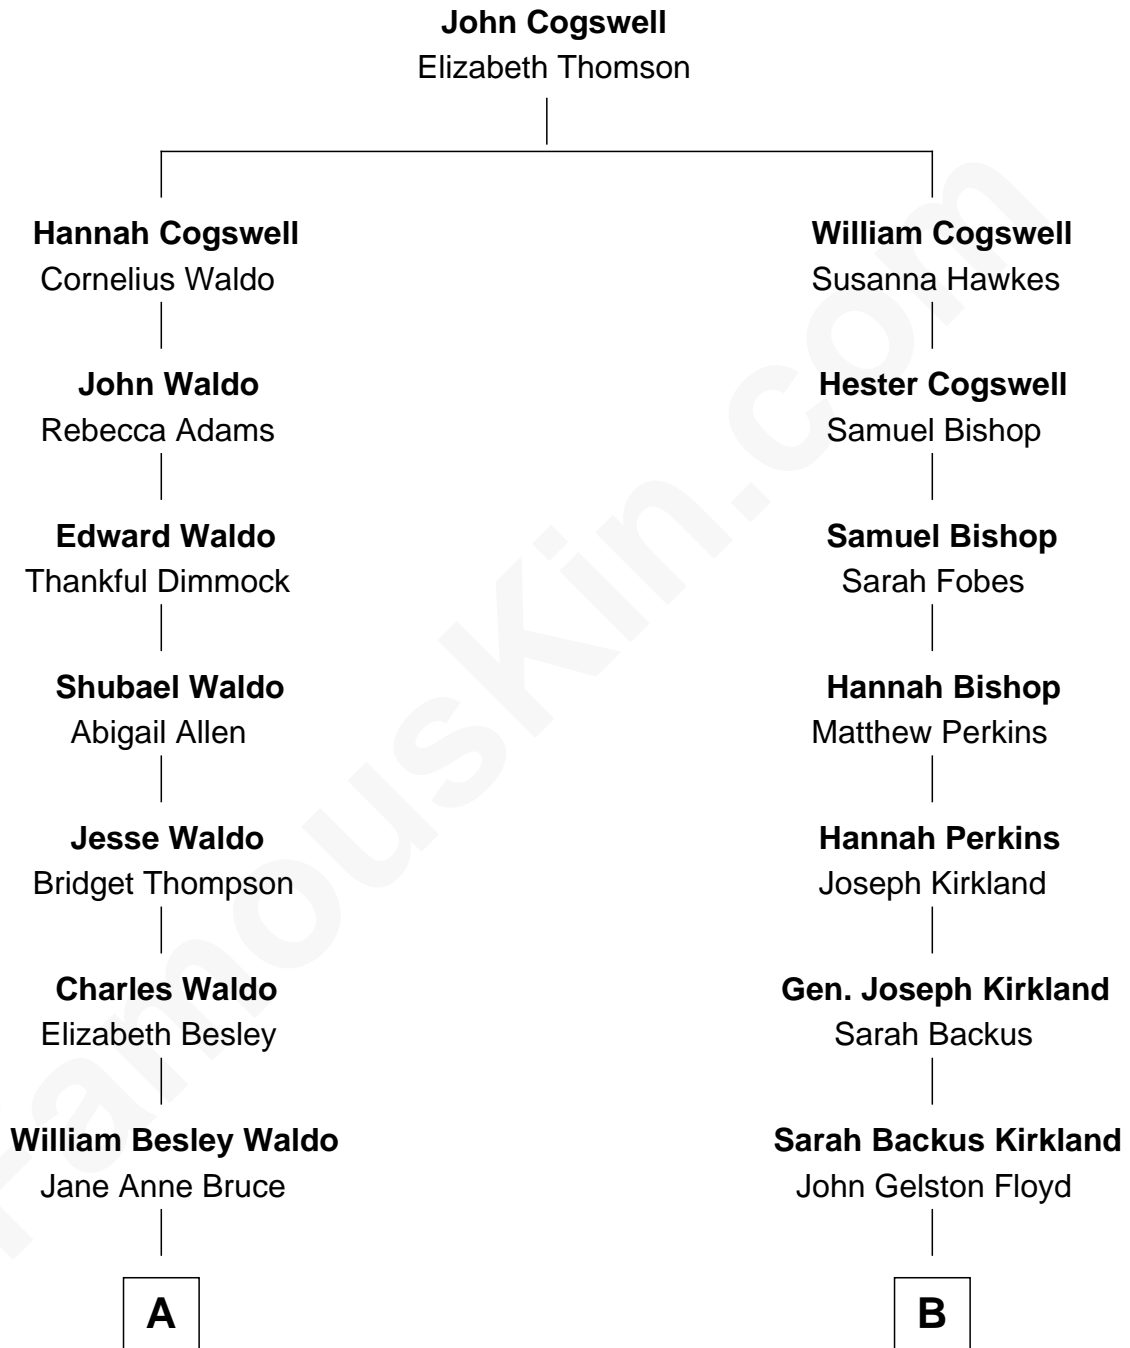 John Cogswell
Elizabeth Thomson
Hannah Cogswell
Cornelius Waldo
William Cogswell
Susanna Hawkes
John Waldo
Rebecca Adams
Hester Cogswell
Samuel Bishop
Edward Waldo
Thankful Dimmock
Samuel Bishop
Sarah Fobes
Shubael Waldo
Abigail Allen
Hannah Bishop
Matthew Perkins
Jesse Waldo
Bridget Thompson
Hannah Perkins
Joseph Kirkland
Charles Waldo
Elizabeth Besley
Gen. Joseph Kirkland
Sarah Backus
William Besley Waldo
Jane Anne Bruce
Sarah Backus Kirkland
John Gelston Floyd
A
B
FamousKin.com